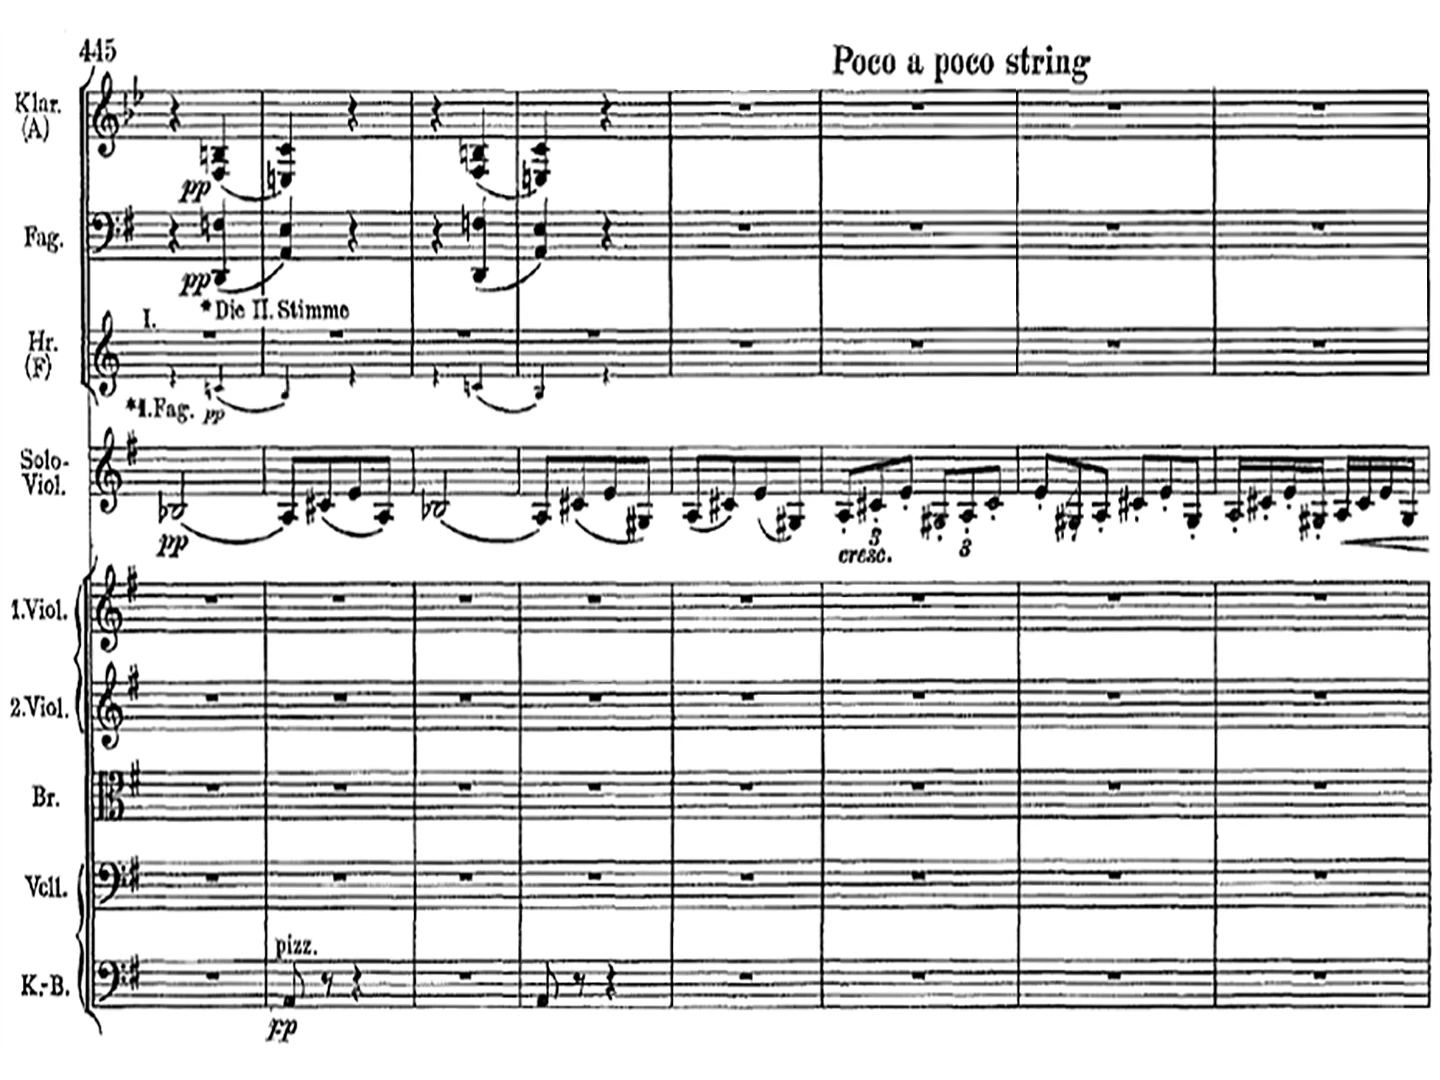 445
Poco a poco string
Klar.
(A)
pp
Fag.
pp
*Die II. Stimme
I.
Hr.
(F)
*1.Fag. pp
Solo-
Viol.
pp
3
cresc.
3
1.Viol.
2.Viol.
Br.
Vcll.
pizz.
K.-B.
pp